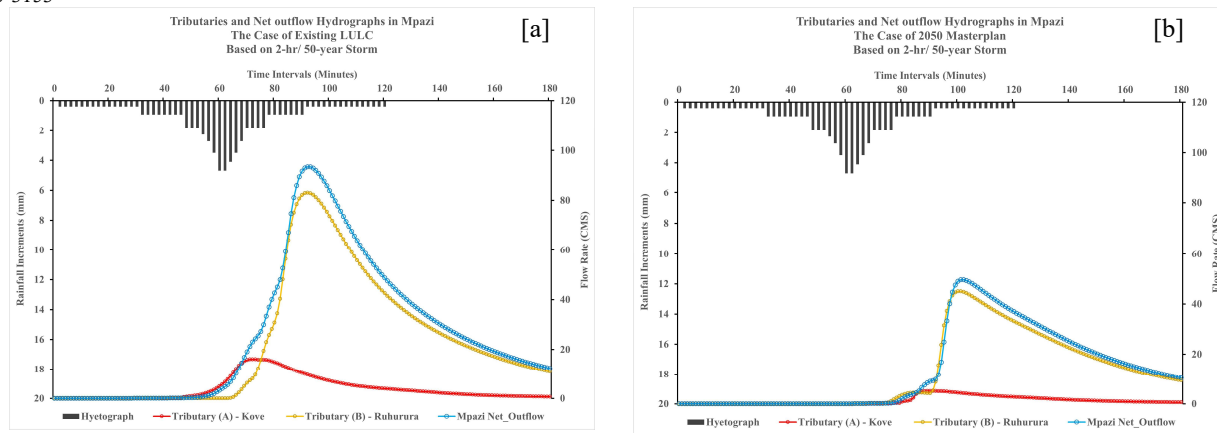 Tributaries and Net outflow Hydrographs in Mpazi
The Case of Existing LULC
Based on 2-hr/ 50-year Storm
[a]
Time Intervals (Minutes)
0 20 40 60 80 100 120 140 160 180
0 2 4 6 8 10 12 14 16 18 20
Rainfall Increments (mm)
120 100 80 60 40 20 0
Flow Rate (CMS)
Hyetograph Tributary (A) - Kove Tributary (B) - Ruhurura Mpazi Net_Outflow
Tributaries and Net outflow Hydrographs in Mpazi
The Case of 2050 Masterplan
Based on 2-hr/ 50-year Storm
[b]
Time Intervals (Minutes)
0 20 40 60 80 100 120 140 160 180
0 2 4 6 8 10 12 14 16 18 20
Rainfall Increments (mm)
120 100 80 60 40 20 0
Flow Rate (CMS)
Hyetograph Tributary (A) - Kove Tributary (B) - Ruhurura Mpazi Net_Outflow